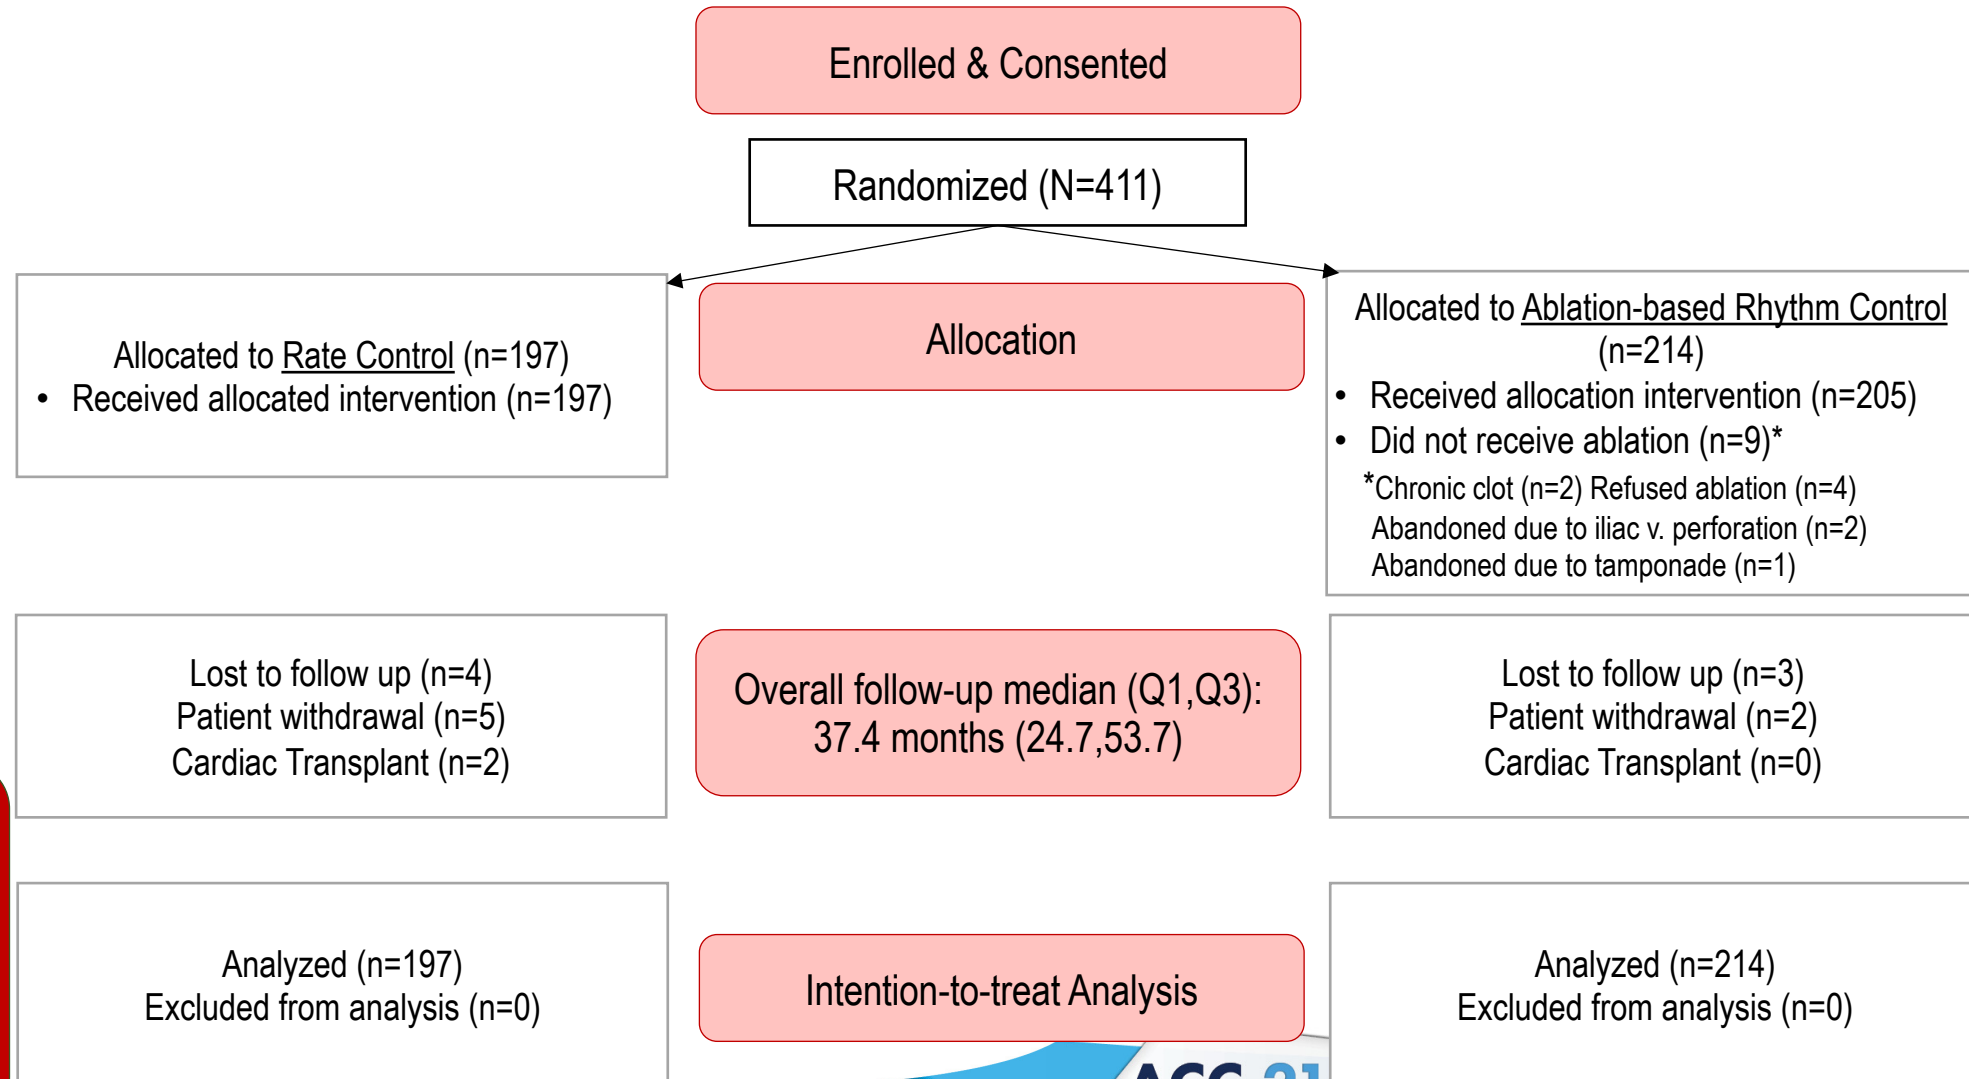 Enrolled & Consented
Randomized (N=411)
Allocated to Rate Control (n=197)
• Received allocated intervention (n=197)
Allocation
Allocated to Ablation-based Rhythm Control
(n=214)
• Received allocation intervention (n=205)
• Did not receive ablation (n=9)*
*Chronic clot (n=2) Refused ablation (n=4)
Abandoned due to iliac v. perforation (n=2)
Abandoned due to tamponade (n=1)
Lost to follow up (n=4)
Patient withdrawal (n=5)
Cardiac Transplant (n=2)
Overall follow-up median (Q1,Q3):
37.4 months (24.7,53.7)
Lost to follow up (n=3)
Patient withdrawal (n=2)
Cardiac Transplant (n=0)
Analyzed (n=197)
Excluded from analysis (n=0)
Intention-to-treat Analysis
Analyzed (n=214)
Excluded from analysis (n=0)
ACC.21